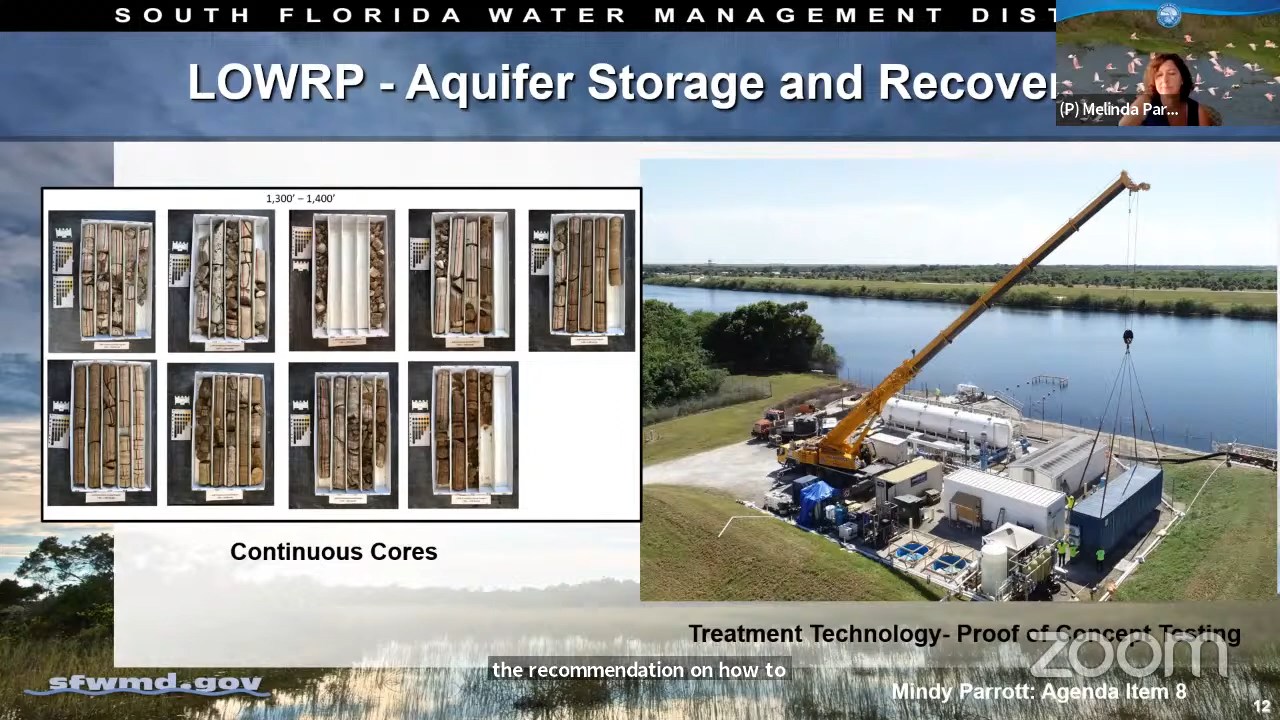 SOUTH FLORIDA WATER MANAGEMENT DIST
LOWRP - Aquifer Storage and Recover
(P) Melinda Par...
1,300' – 1,400'
Continuous Cores
Treatment Technology- Proof of Concept Testing
the recommendation on how to
zoom
sfwmd.gov
Mindy Parrott: Agenda Item 8
12